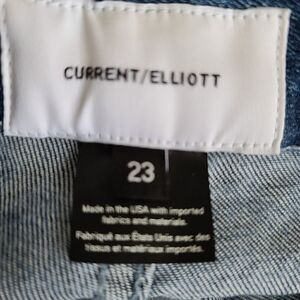 CURRENT/ELLIOTT
23
Made in the USA with imported
fabrics and materials.
Fabriqué aux États Unis avec des
tissus et matériaux importés.